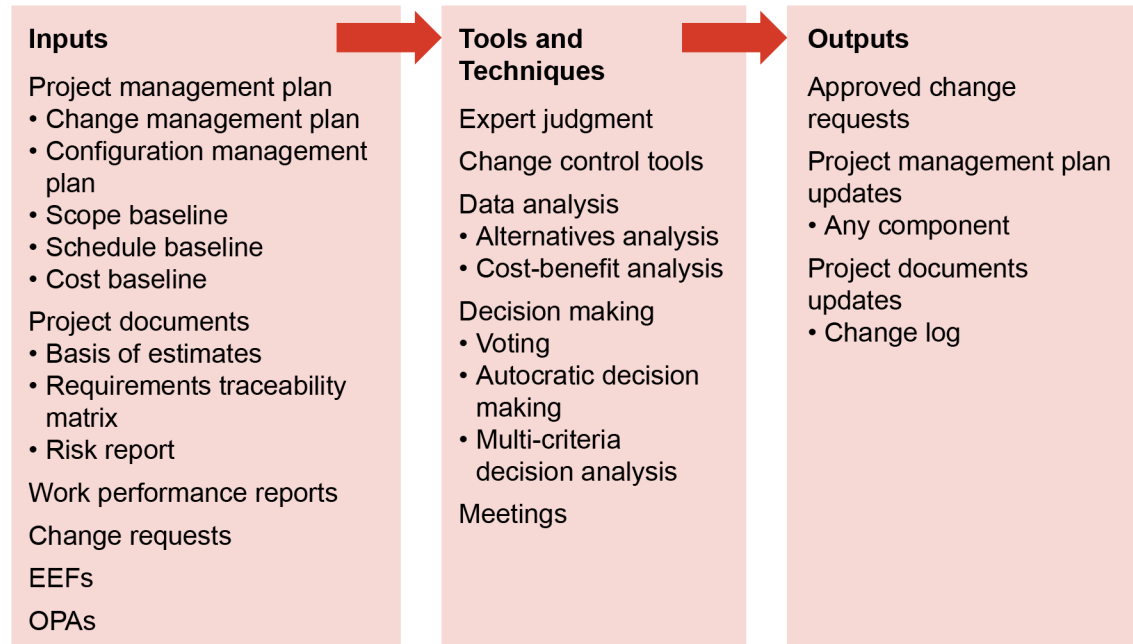 Inputs
Project management plan
• Change management plan
• Configuration management
plan
• Scope baseline
• Schedule baseline
• Cost baseline
Project documents
• Basis of estimates
• Requirements traceability
matrix
• Risk report
Work performance reports
Change requests
EEFs
OPAs
Tools and
Techniques
Expert judgment
Change control tools
Data analysis
• Alternatives analysis
• Cost-benefit analysis
Decision making
• Voting
• Autocratic decision
making
• Multi-criteria
decision analysis
Meetings
Outputs
Approved change
requests
Project management plan
updates
• Any component
Project documents
updates
• Change log